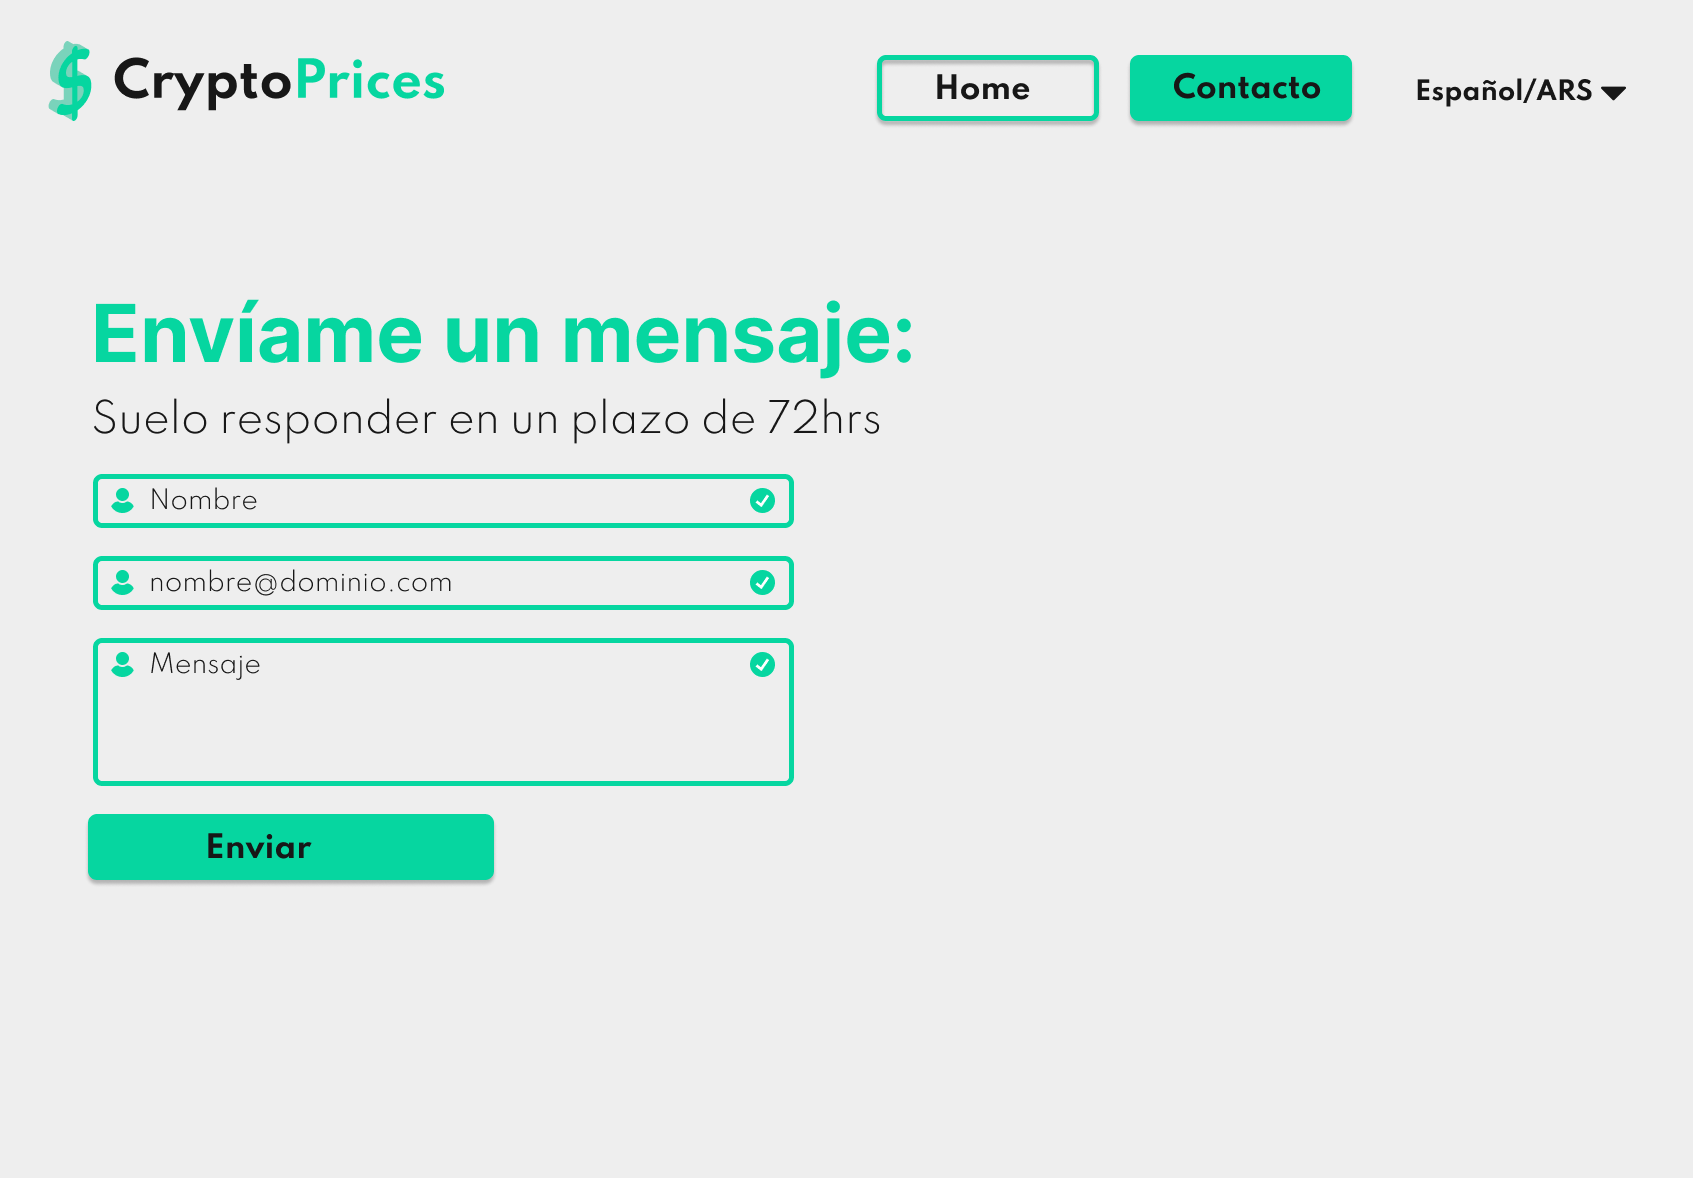 CryptoPrices
Home
Contacto
Español/ARS
Envíame un mensaje:
Suelo responder en un plazo de 72hrs
Nombre
nombre@dominio.com
Mensaje
Enviar